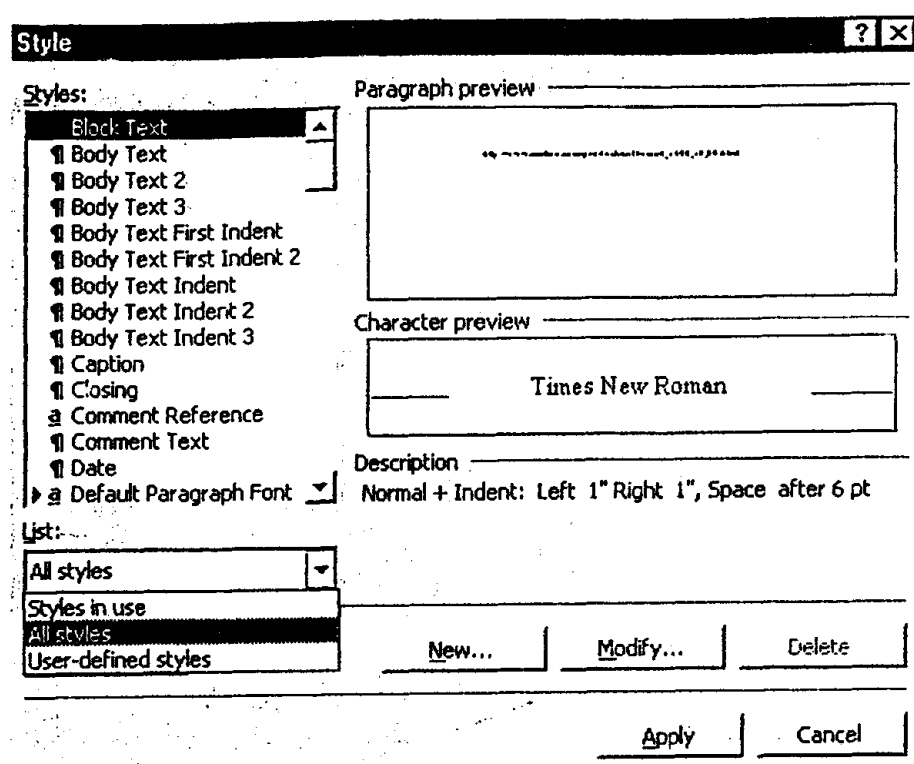 Style
? X
Styles:
Block Text
¶ Body Text
¶ Body Text 2
¶ Body Text 3
¶ Body Text First Indent
¶ Body Text First Indent 2
¶ Body Text Indent
¶ Body Text Indent 2
¶ Body Text Indent 3
¶ Caption
¶ Closing
a Comment Reference
¶ Comment Text
¶ Date
a Default Paragraph Font
List:
All styles
Styles in use
All styles
User-defined styles
Paragraph preview
Character preview
Times New Roman
Description
Normal + Indent: Left 1" Right 1", Space after 6 pt
New...
Modify...
Delete
Apply
Cancel